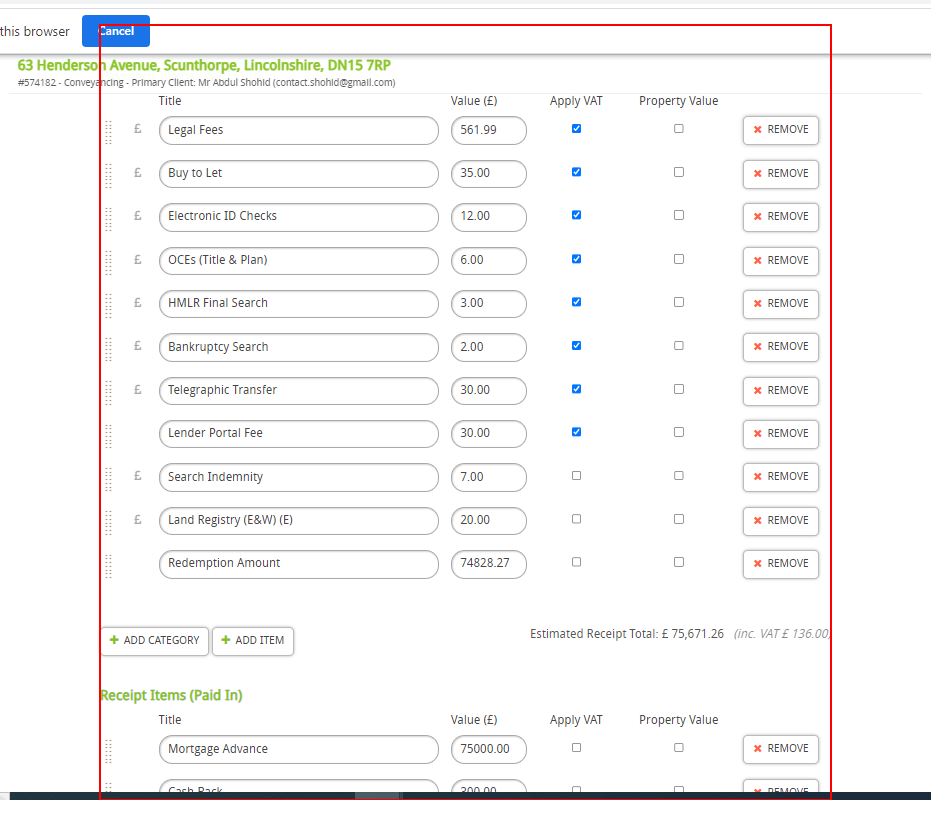 this browser Cancel
63 Henderson Avenue, Scunthorpe, Lincolnshire, DN15 7RP
#574182 - Conveyancing - Primary Client: Mr Abdul Shohid (contact.shohid@gmail.com)
Title Value (£) Apply VAT Property Value
£ Legal Fees 561.99 REMOVE
£ Buy to Let 35.00 REMOVE
£ Electronic ID Checks 12.00 REMOVE
£ OCEs (Title & Plan) 6.00 REMOVE
£ HMLR Final Search 3.00 REMOVE
£ Bankruptcy Search 2.00 REMOVE
£ Telegraphic Transfer 30.00 REMOVE
Lender Portal Fee 30.00 REMOVE
£ Search Indemnity 7.00 REMOVE
£ Land Registry (E&W) (E) 20.00 REMOVE
Redemption Amount 74828.27 REMOVE
ADD CATEGORY ADD ITEM Estimated Receipt Total: £ 75,671.26 (inc. VAT £ 136.00)
Receipt Items (Paid In)
Title Value (£) Apply VAT Property Value
Mortgage Advance 75000.00 REMOVE
Cash Back 300.00 REMOVE